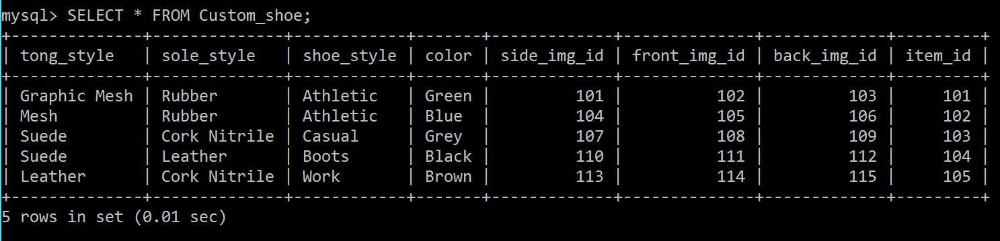 mysql> SELECT * FROM Custom_shoe;
+--------------+--------------+------------+-------+-------------+--------------+-------------+---------+
| tong_style   | sole_style   | shoe_style | color | side_img_id | front_img_id | back_img_id | item_id |
+--------------+--------------+------------+-------+-------------+--------------+-------------+---------+
| Graphic Mesh | Rubber       | Athletic   | Green |         101 |          102 |         103 |     101 |
| Mesh         | Rubber       | Athletic   | Blue  |         104 |          105 |         106 |     102 |
| Suede        | Cork Nitrile | Casual     | Grey  |         107 |          108 |         109 |     103 |
| Suede        | Leather      | Boots      | Black |         110 |          111 |         112 |     104 |
| Leather      | Cork Nitrile | Work       | Brown |         113 |          114 |         115 |     105 |
+--------------+--------------+------------+-------+-------------+--------------+-------------+---------+
5 rows in set (0.01 sec)